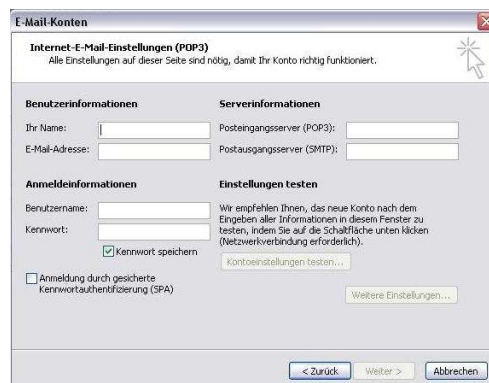 E-Mail-Konten
Internet-E-Mail-Einstellungen (POP3)
Alle Einstellungen auf dieser Seite sind nötig, damit Ihr Konto richtig funktioniert.
Benutzerinformationen
Ihr Name:
E-Mail-Adresse:
Serverinformationen
Posteingangsserver (POP3):
Postausgangsserver (SMTP):
Anmeldeinformationen
Benutzername:
Kennwort:
Kennwort speichern
Anmeldung durch gesicherte
Kennwortauthentifizierung (SPA)
Einstellungen testen
Wir empfehlen Ihnen, das neue Konto nach dem
Eingeben aller Informationen in diesem Fenster zu
testen, indem Sie auf die Schaltfläche unten klicken
(Netzwerkverbindung erforderlich).
Kontoeinstellungen testen...
Weitere Einstellungen...
< Zurück
Weiter >
Abbrechen